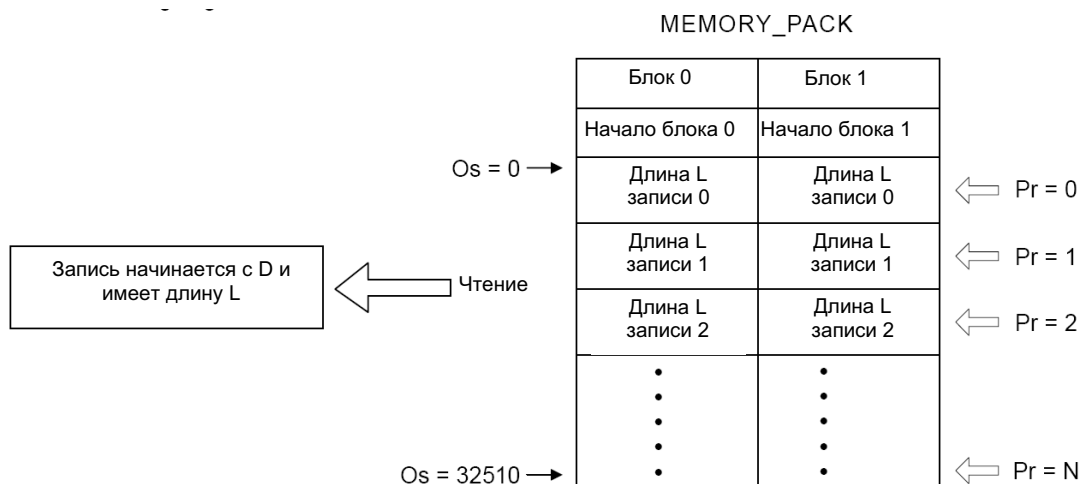 MEMORY_PACK
Блок 0
Блок 1
Начало блока 0
Начало блока 1
Os = 0
Длина L
записи 0
Длина L
записи 0
Pr = 0
Запись начинается с D и
имеет длину L
Чтение
Длина L
записи 1
Длина L
записи 1
Pr = 1
Длина L
записи 2
Длина L
записи 2
Pr = 2
Os = 32510
Pr = N